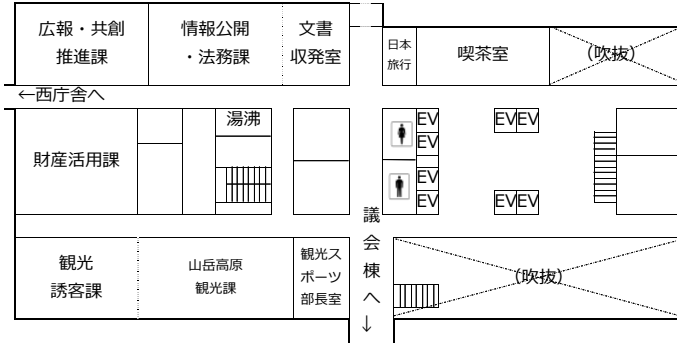 広報・共創
推進課
情報公開
・法務課
文書
収発室
日本
旅行
喫茶室
(吹抜)
←西庁舎へ
湯沸
EV
EV
EV
EV
EVEV
EVEV
財産活用課
観光
誘客課
山岳高原
観光課
観光ス
ポーツ
部長室
議会棟へ↓
(吹抜)